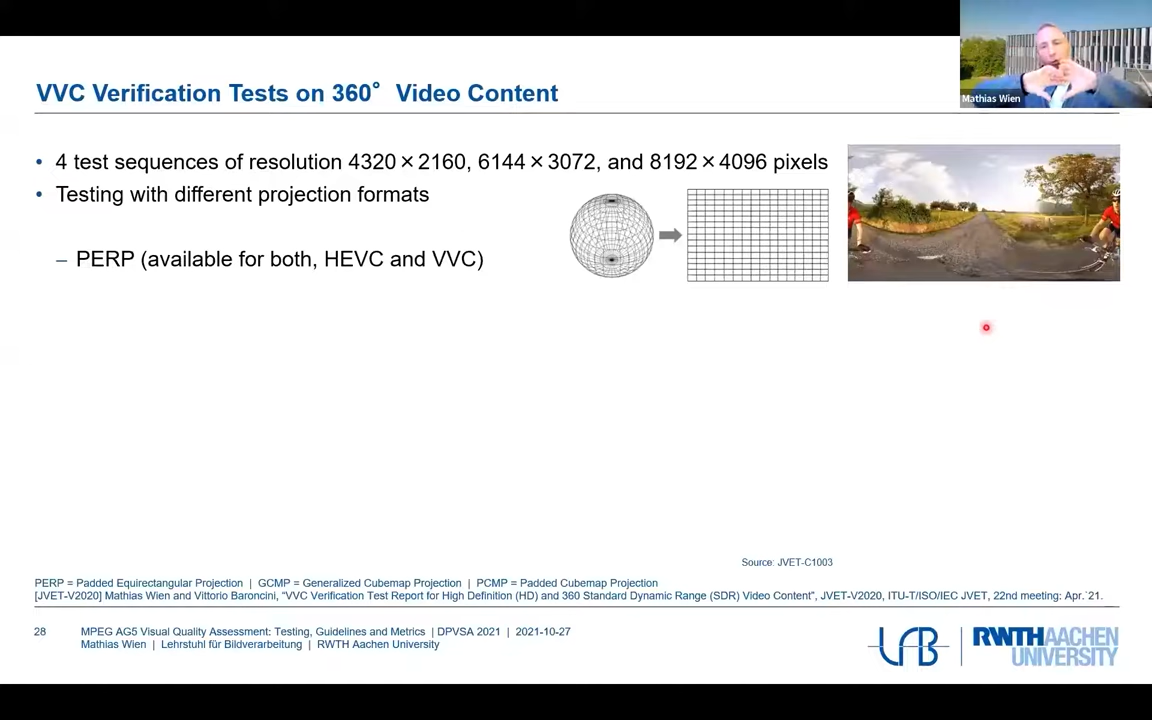 Mathias Wien
VVC Verification Tests on 360° Video Content
• 4 test sequences of resolution 4320×2160, 6144×3072, and 8192×4096 pixels
• Testing with different projection formats
– PERP (available for both, HEVC and VVC)
Source: JVET-C1003
PERP = Padded Equirectangular Projection | GCMP = Generalized Cubemap Projection | PCMP = Padded Cubemap Projection
[JVET-V2020] Mathias Wien and Vittorio Baroncini, “VVC Verification Test Report for High Definition (HD) and 360 Standard Dynamic Range (SDR) Video Content”, JVET-V2020, ITU-T/ISO/IEC JVET, 22nd meeting: Apr.`21.
28
MPEG AG5 Visual Quality Assessment: Testing, Guidelines and Metrics | DPVSA 2021 | 2021-10-27
Mathias Wien | Lehrstuhl für Bildverarbeitung | RWTH Aachen University
LfB
RWTHAACHEN
UNIVERSITY